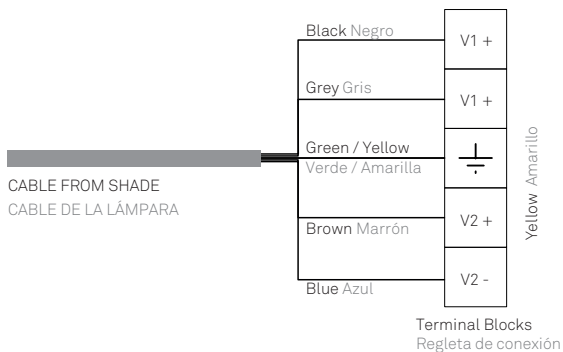 Black Negro
V1 +
Grey Gris
V1 +
Green / Yellow
Verde / Amarilla
CABLE FROM SHADE
CABLE DE LA LÁMPARA
Brown Marrón
V2 +
Blue Azul
V2 -
Yellow Amarillo
Terminal Blocks
Regleta de conexión